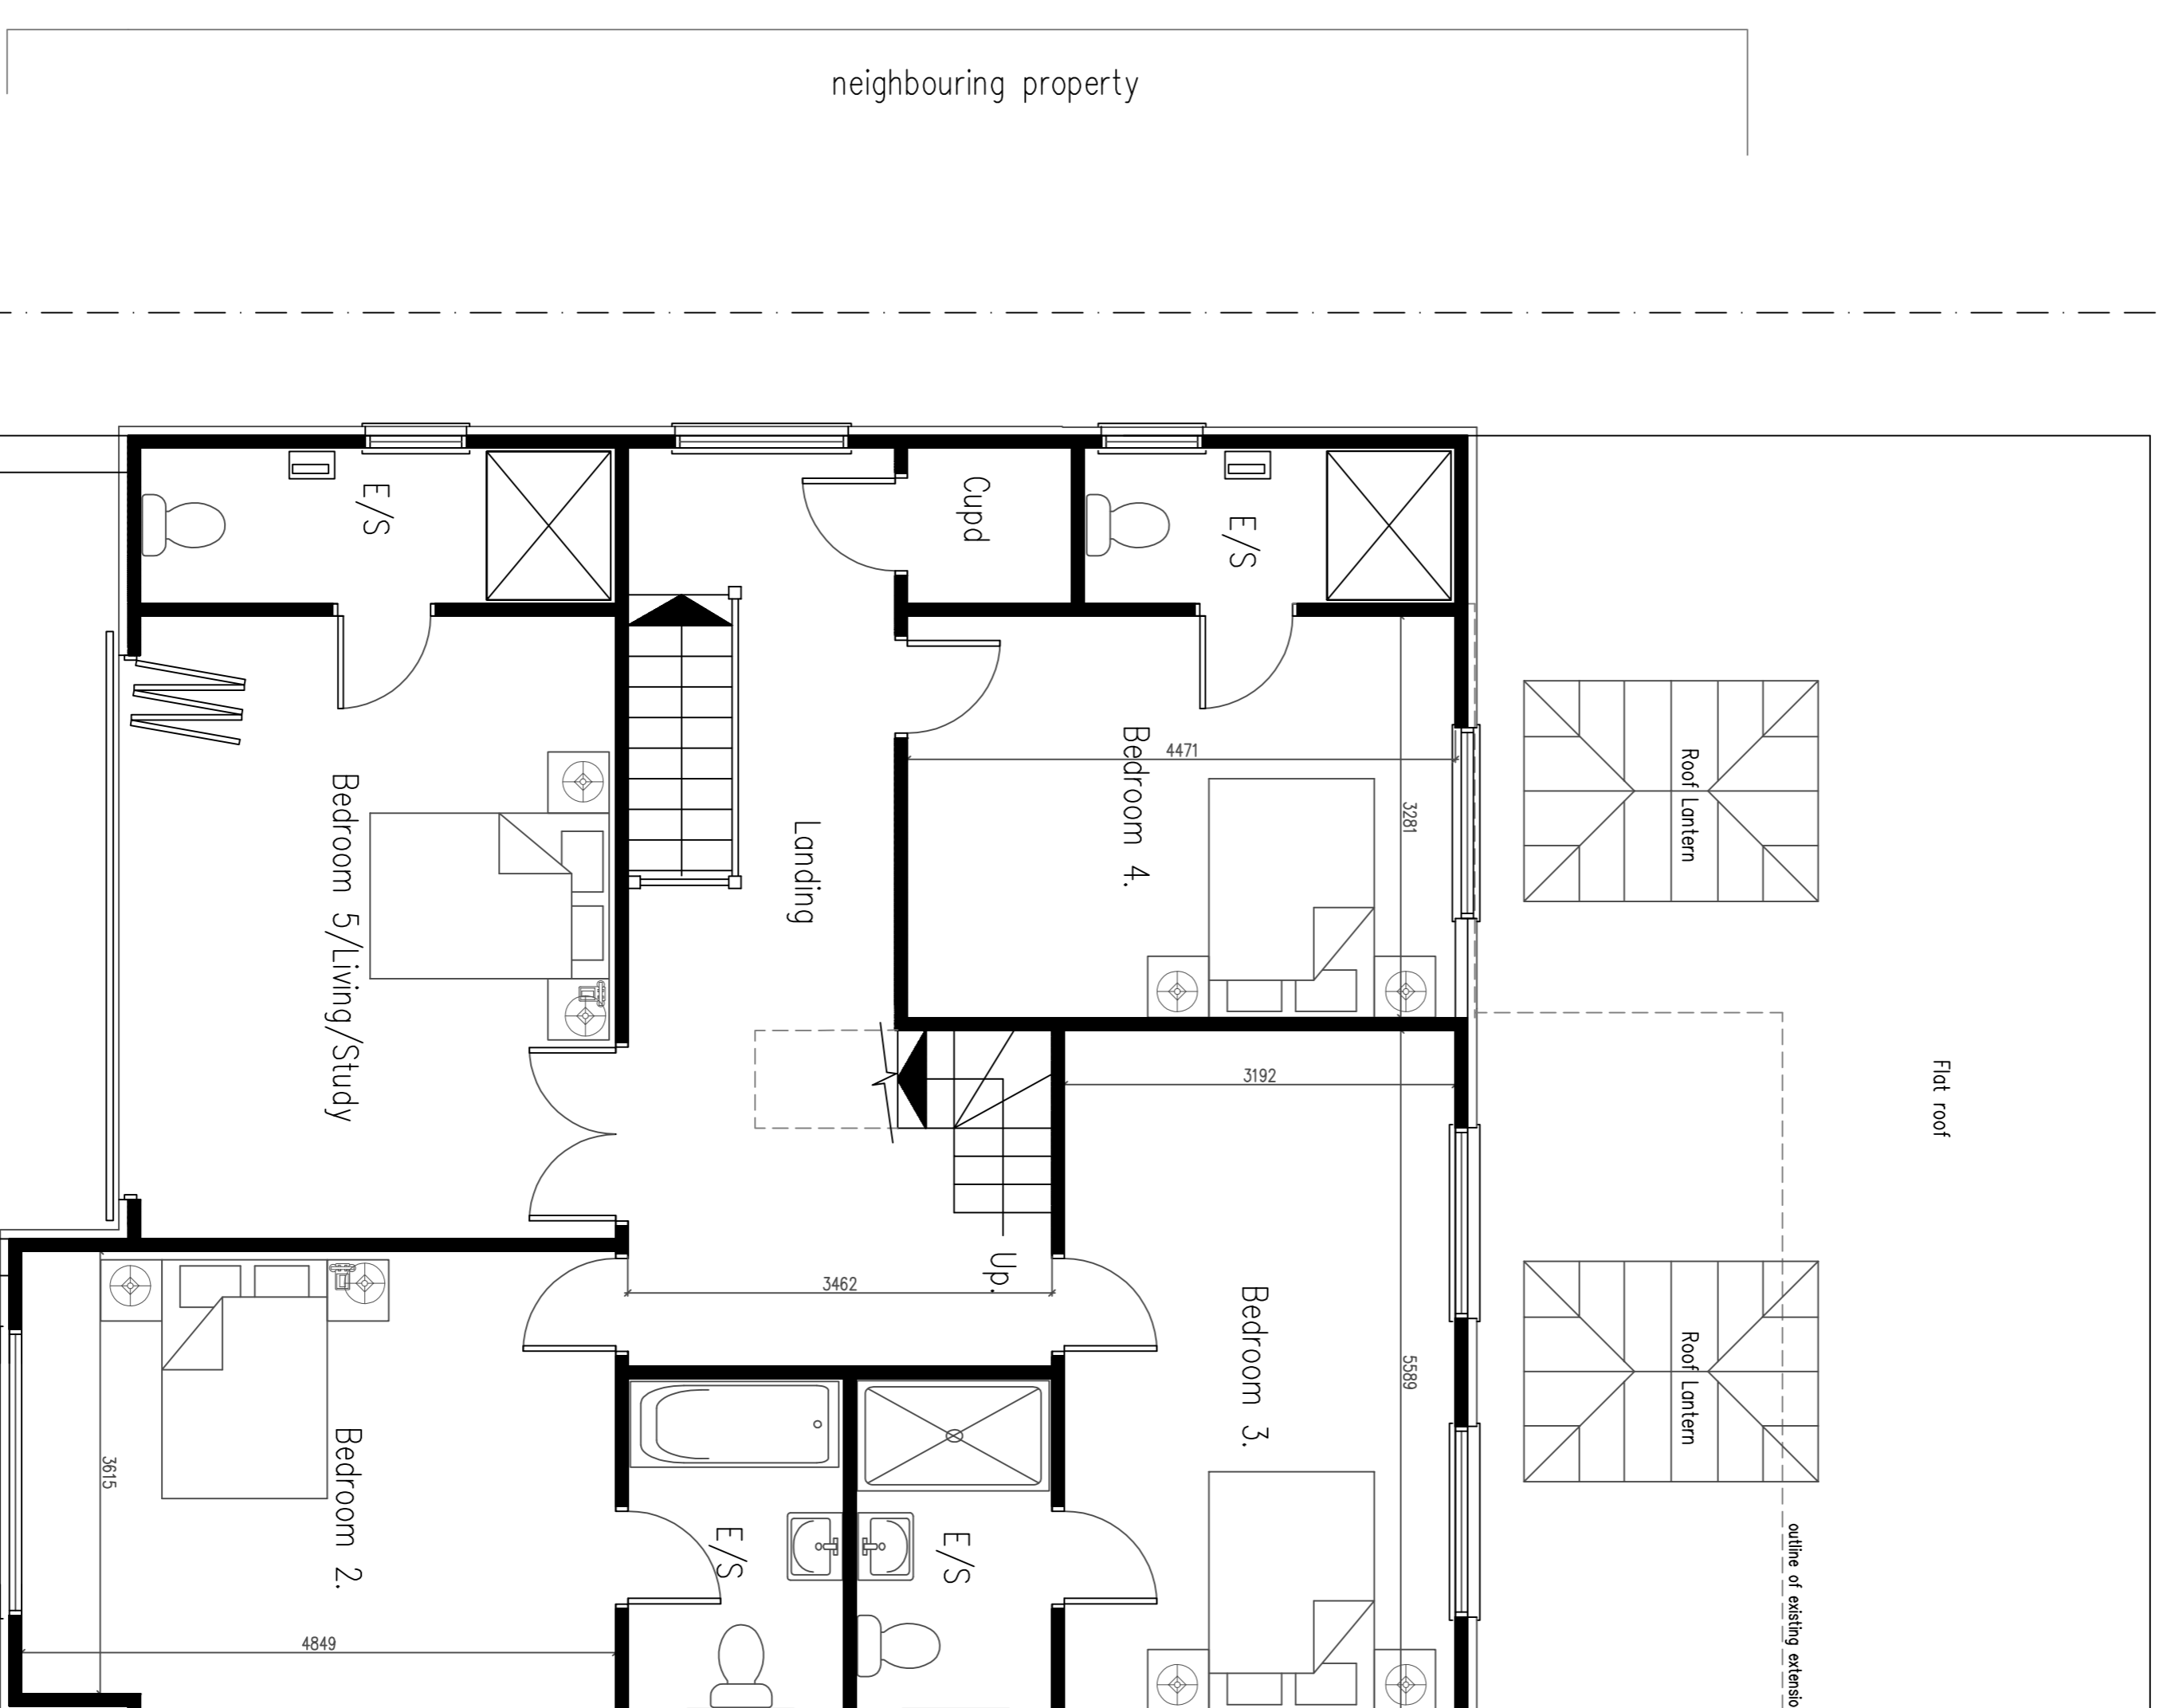 neighbouring property
E/S
Cupd
E/S
Bedroom 5/Living/Study
Landing
Bedroom 4.
4471
3281
Roof Lantern
Flat roof
3192
Up.
3462
Bedroom 3.
5589
Roof Lantern
3615
Bedroom 2.
4849
E/S
E/S
outline of existing extensio